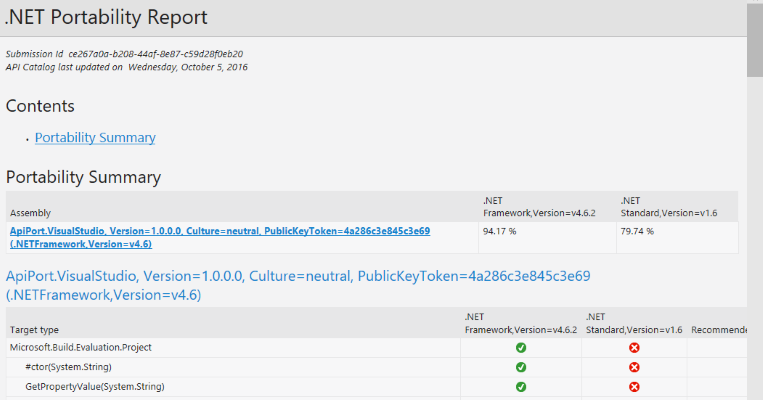 .NET Portability Report
Submission Id ce267a0a-b208-44af-8e87-c59d28f0eb20
API Catalog last updated on Wednesday, October 5, 2016
Contents
• Portability Summary
Portability Summary
Assembly
.NET
Framework,Version=v4.6.2
.NET
Standard,Version=v1.6
ApiPort.VisualStudio, Version=1.0.0.0, Culture=neutral, PublicKeyToken=4a286c3e845c3e69
(.NETFramework,Version=v4.6)
94.17 %
79.74 %
ApiPort.VisualStudio, Version=1.0.0.0, Culture=neutral, PublicKeyToken=4a286c3e845c3e69
(.NETFramework,Version=v4.6)
Target type
.NET
Framework,Version=v4.6.2
.NET
Standard,Version=v1.6
Recommende
Microsoft.Build.Evaluation.Project
#ctor(System.String)
GetPropertyValue(System.String)